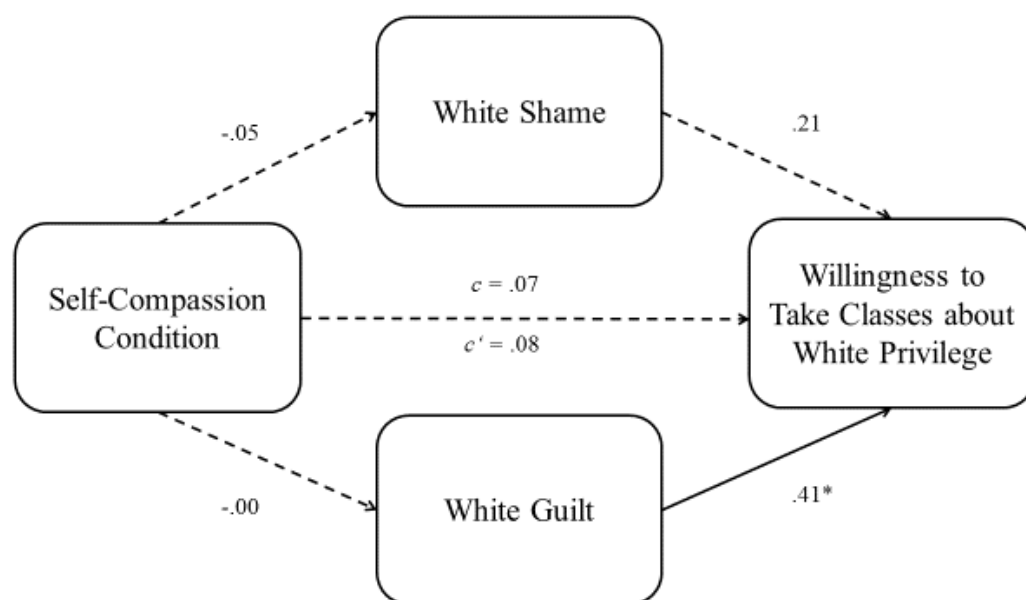 White Shame
-.05
.21
Self-Compassion
Condition
c = .07
c‘ = .08
Willingness to
Take Classes about
White Privilege
-.00
White Guilt
.41*